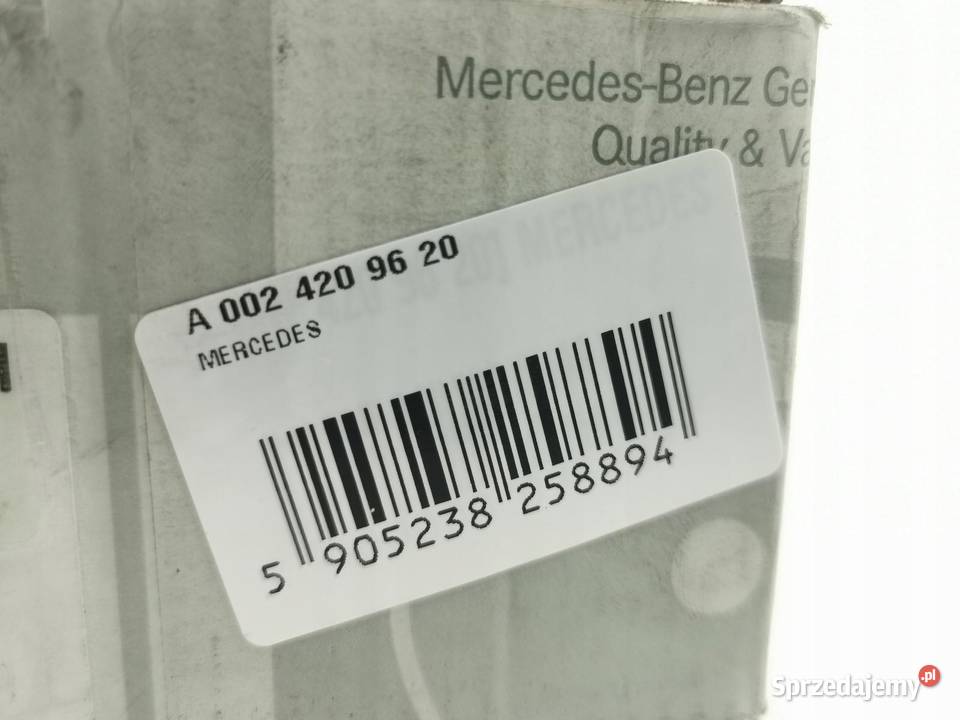 Mercedes-Benz Ge
Quality & Va
A 002 420 96 20
MERCEDES
5 905238 258894
Sprzedajemy.pl